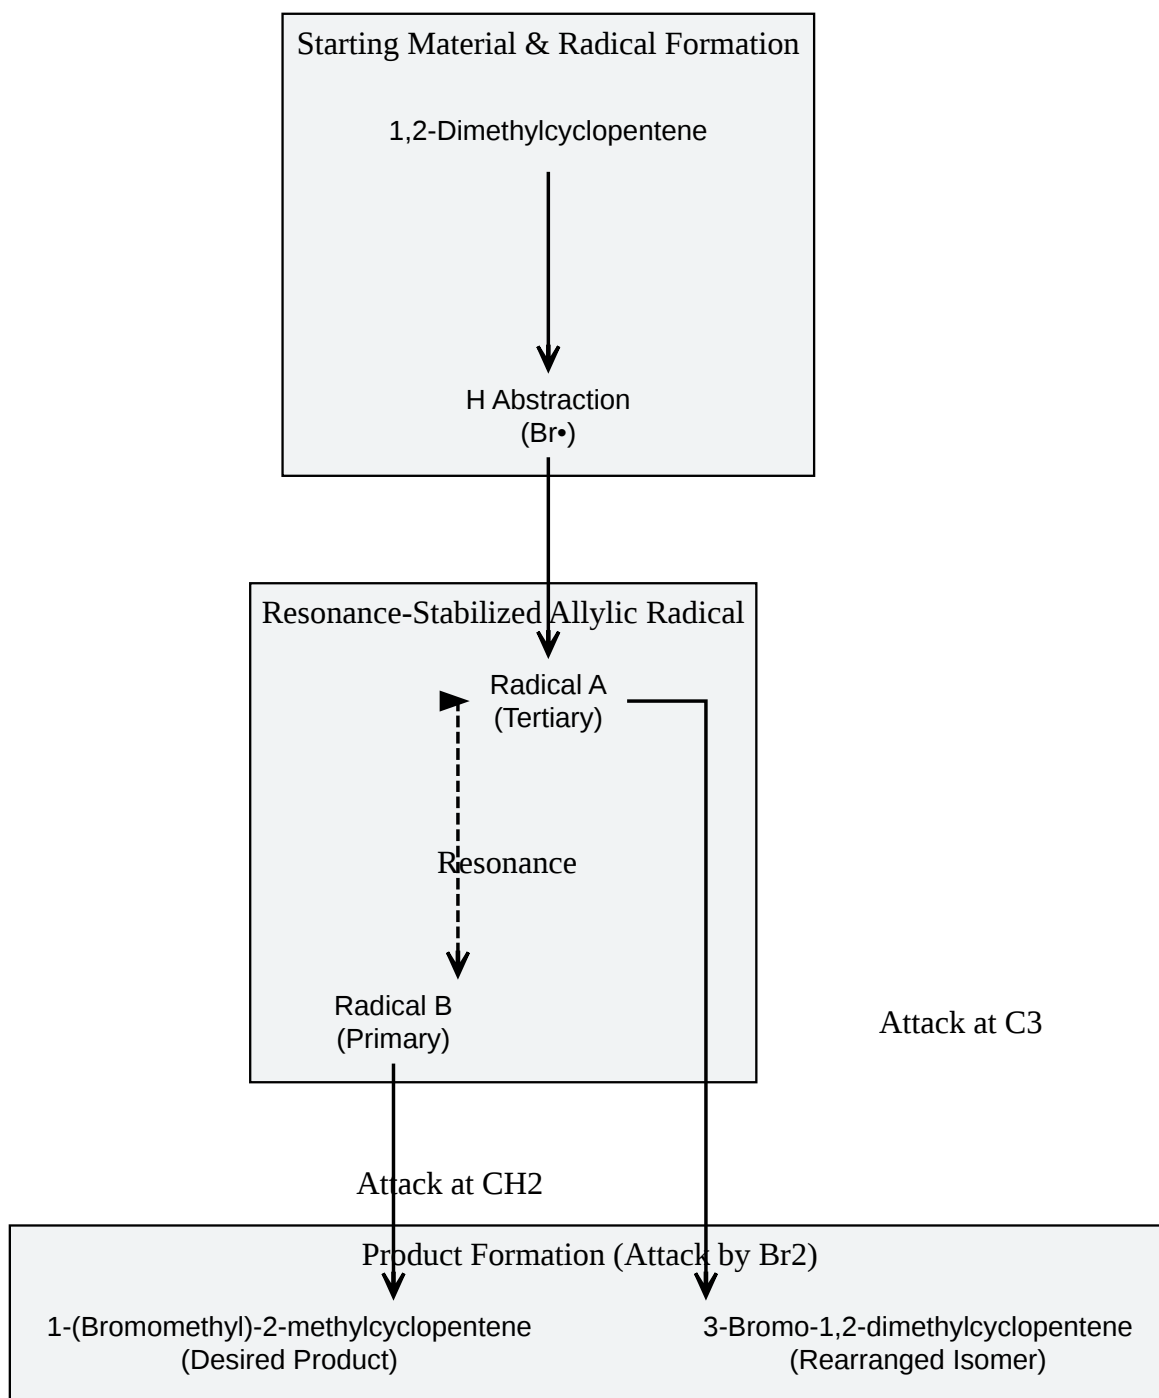 Starting Material & Radical Formation
1,2-Dimethylcyclopentene
H Abstraction
(Br•)
Resonance-Stabilized Allylic Radical
Radical A
(Tertiary)
Resonance
Radical B
(Primary)
Attack at C3
Attack at CH2
Product Formation (Attack by Br2)
1-(Bromomethyl)-2-methylcyclopentene
(Desired Product)
3-Bromo-1,2-dimethylcyclopentene
(Rearranged Isomer)